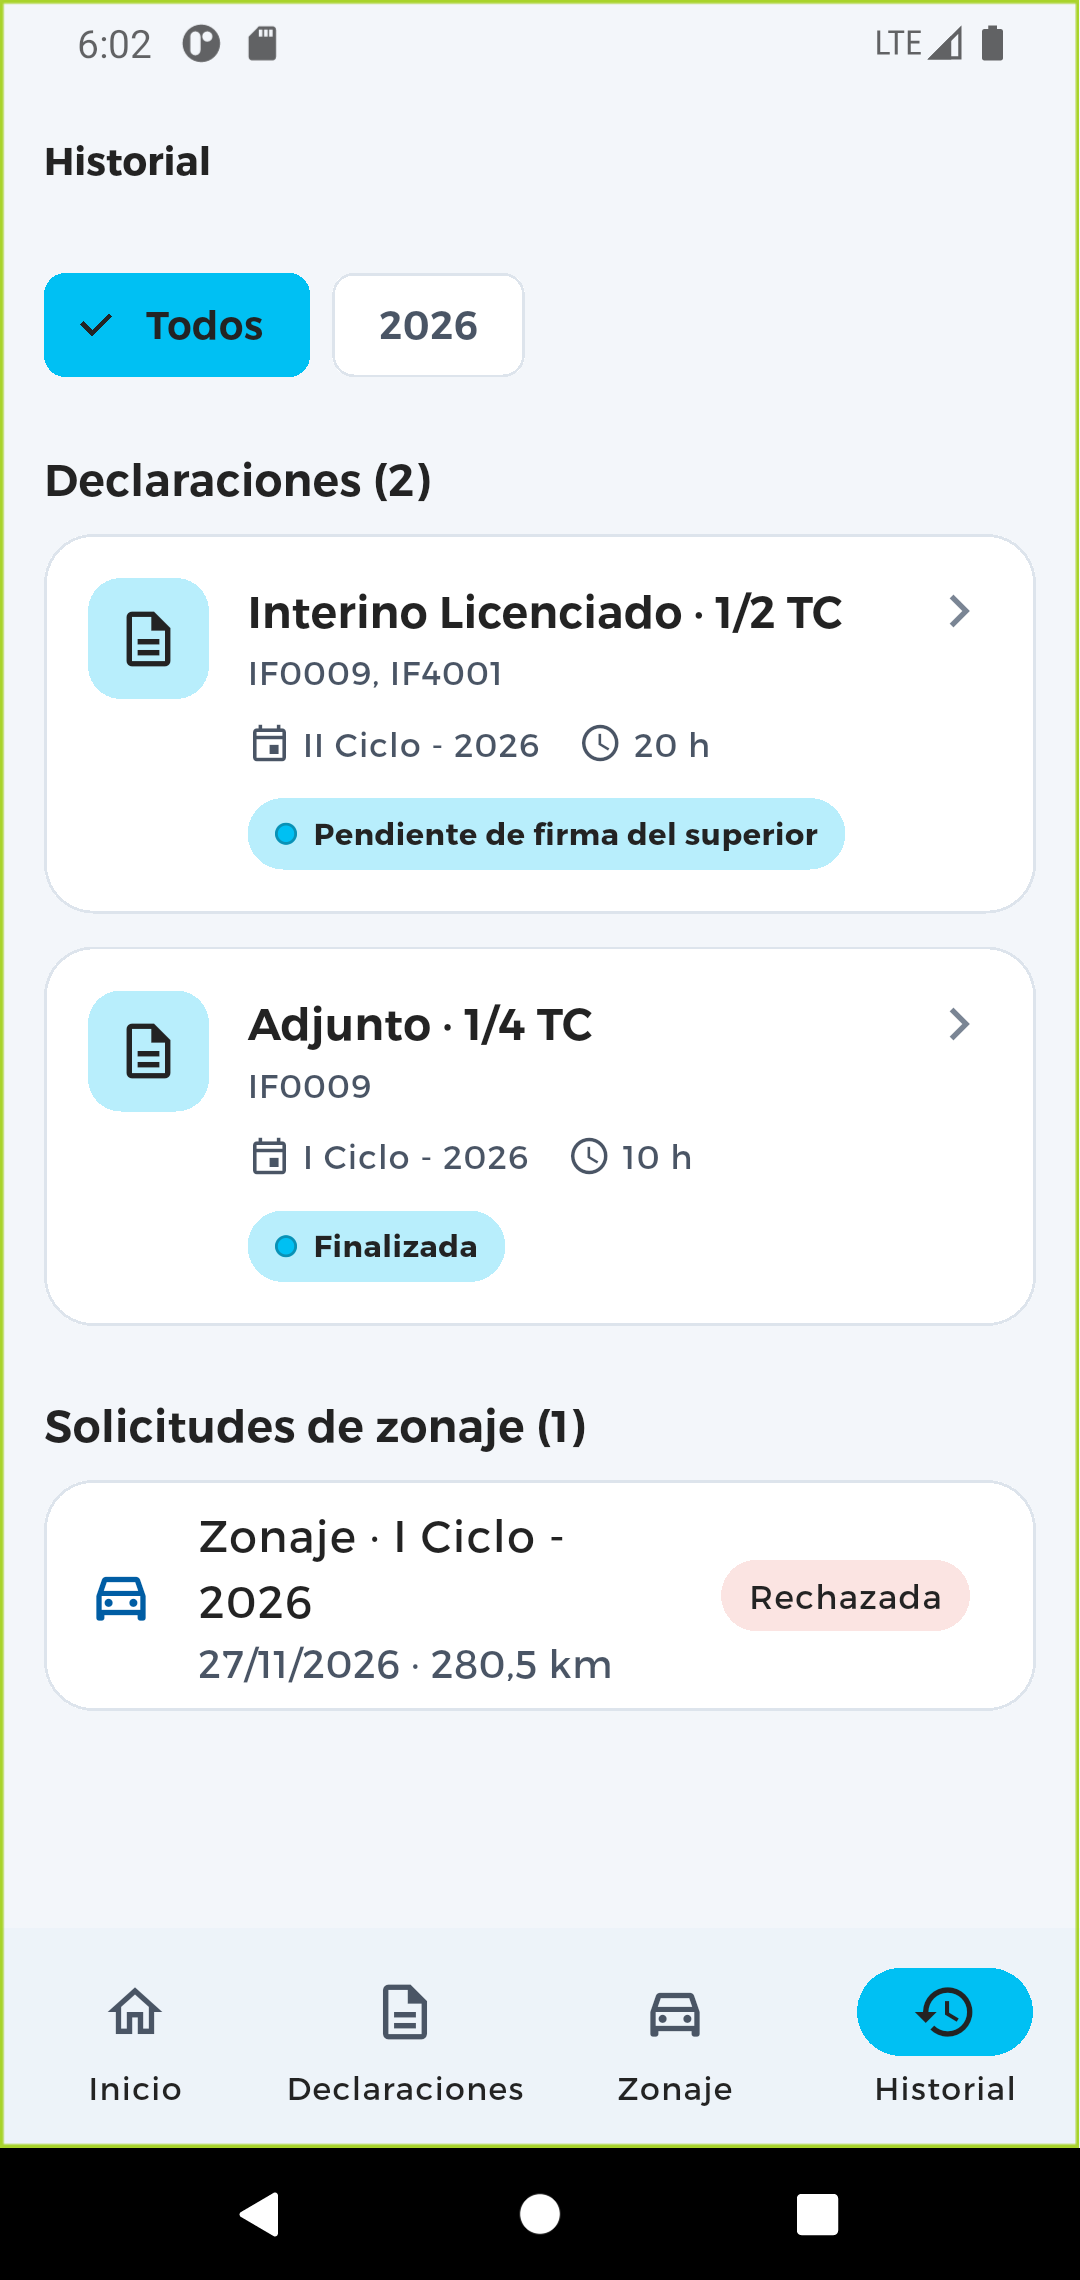 6:02
LTE
Historial
Todos
2026
Declaraciones (2)
Interino Licenciado · 1/2 TC
IF0009, IF4001
II Ciclo - 2026
20 h
Pendiente de firma del superior
Adjunto · 1/4 TC
IF0009
I Ciclo - 2026
10 h
Finalizada
Solicitudes de zonaje (1)
Zonaje · I Ciclo -
2026
27/11/2026 · 280,5 km
Rechazada
Inicio
Declaraciones
Zonaje
Historial